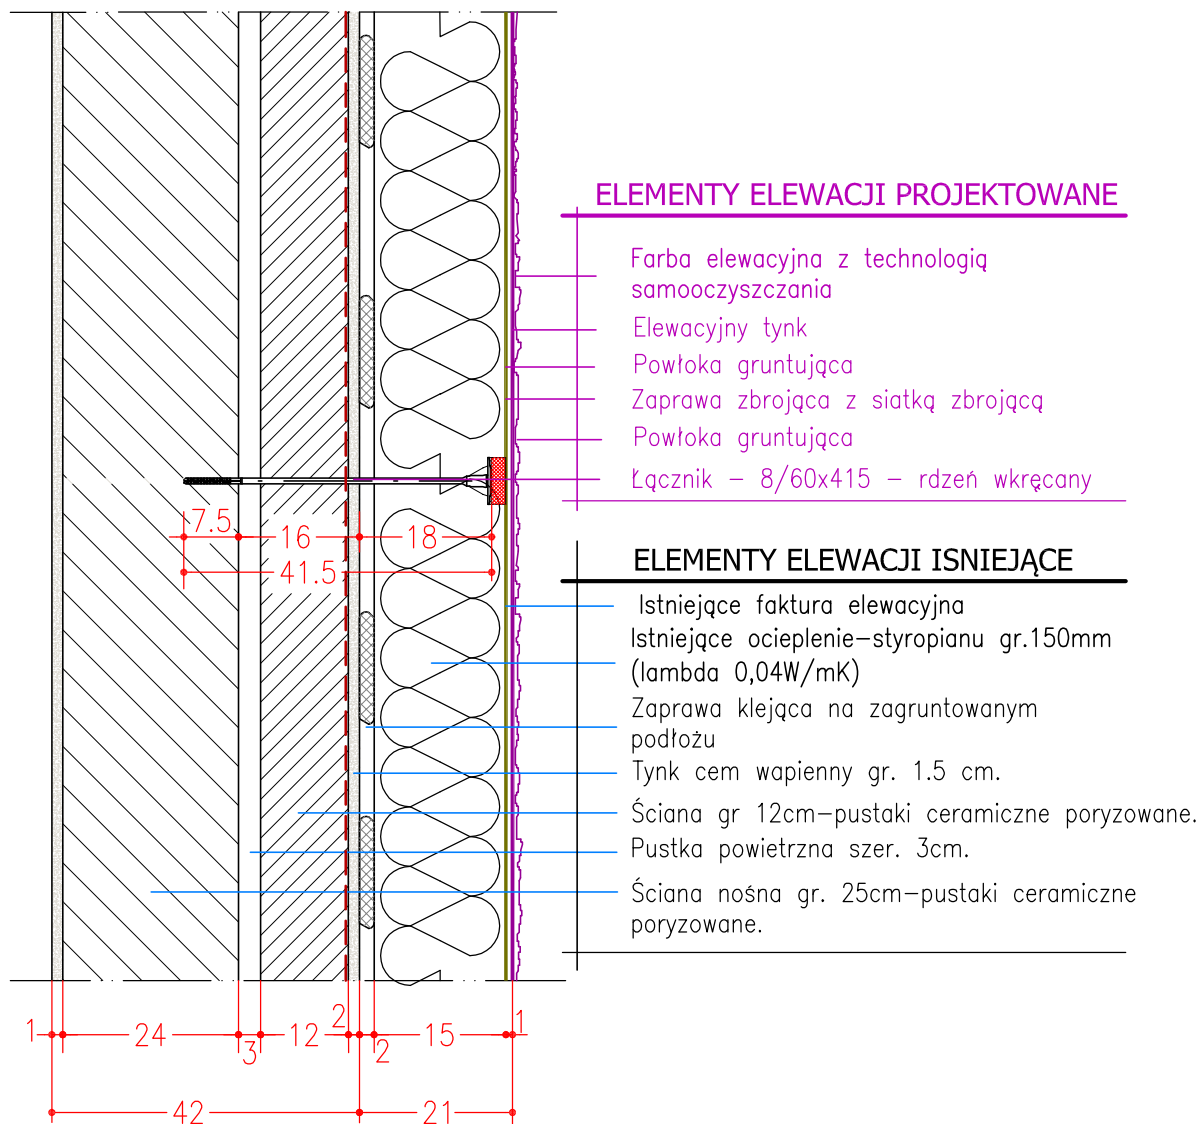 ELEMENTY ELEWACJI PROJEKTOWANE
Farba elewacyjna z technologią
samooczyszczania
Elewacyjny tynk
Powłoka gruntująca
Zaprawa zbrojąca z siatką zbrojącą
Powłoka gruntująca
Łącznik – 8/60x415 – rdzeń wkręcany
7.5
16
18
41.5
ELEMENTY ELEWACJI ISNIEJĄCE
Istniejące faktura elewacyjna
Istniejące ocieplenie–styropianu gr.150mm
(lambda 0,04W/mK)
Zaprawa klejąca na zagruntowanym
podłożu
Tynk cem wapienny gr. 1.5 cm.
Ściana gr 12cm–pustaki ceramiczne poryzowane.
Pustka powietrzna szer. 3cm.
Ściana nośna gr. 25cm–pustaki ceramiczne
poryzowane.
1
24
3
12
2
2
15
1
42
21